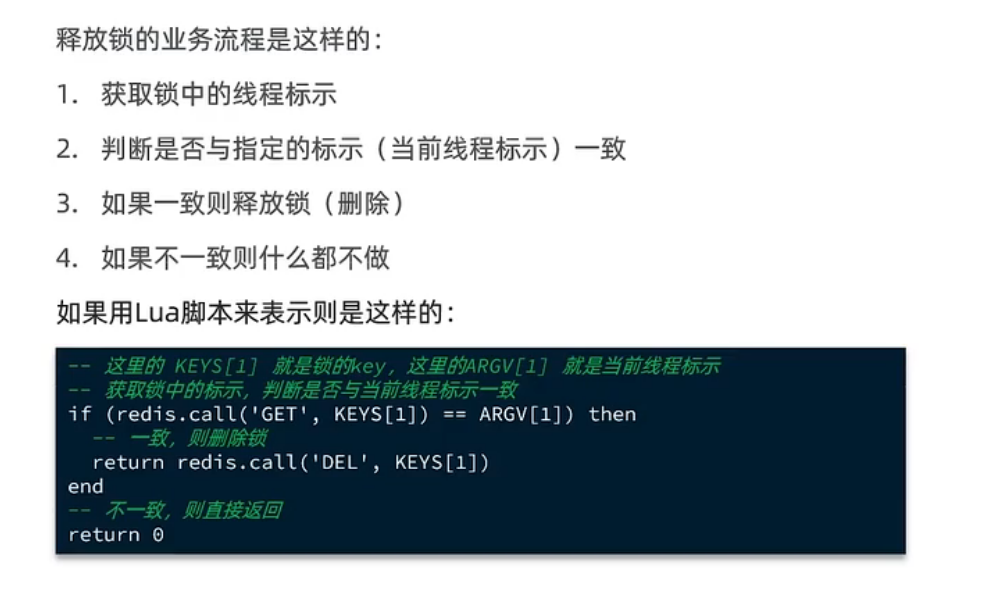 释放锁的业务流程是这样的：
1. 获取锁中的线程标示
2. 判断是否与指定的标示（当前线程标示）一致
3. 如果一致则释放锁（删除）
4. 如果不一致则什么都不做
如果用Lua脚本来表示则是这样的：
-- 这里的 KEYS[1] 就是锁的key，这里的ARGV[1] 就是当前线程标示
-- 获取锁中的标示，判断是否与当前线程标示一致
if (redis.call('GET', KEYS[1]) == ARGV[1]) then
  -- 一致，则删除锁
  return redis.call('DEL', KEYS[1])
end
-- 不一致，则直接返回
return 0